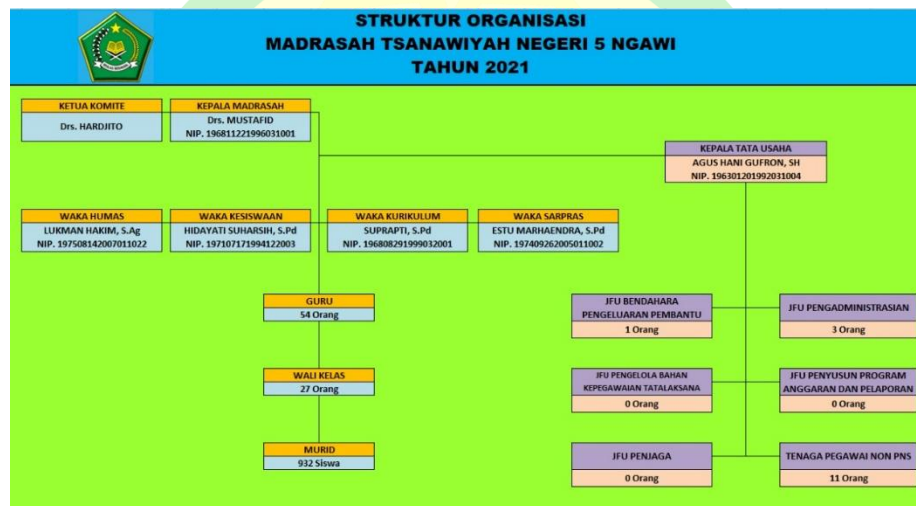 STRUKTUR ORGANISASI
MADRASAH TSANAWIYAH NEGERI 5 NGAWI
TAHUN 2021
KETUA KOMITE
Drs. HARDJITO
KEPALA MADRASAH
Drs. MUSTAFID
NIP. 196811221996031001
KEPALA TATA USAHA
AGUS HANI GUFRON, SH
NIP. 196301201992031004
WAKA HUMAS
LUKMAN HAKIM, S.Ag
NIP. 197508142007011022
WAKA KESISWAAN
HIDAYATI SUHARSIH, S.Pd
NIP. 197107171994122003
WAKA KURIKULUM
SUPRAPTI, S.Pd
NIP. 196808291999032001
WAKA SARPRAS
ESTU MARHAENDRA, S.Pd
NIP. 197409262005011002
GURU
54 Orang
WALI KELAS
27 Orang
MURID
932 Siswa
JFU BENDAHARA
PENGELUARAN PEMBANTU
1 Orang
JFU PENGADMINISTRASIAN
3 Orang
JFU PENGELOLA BAHAN
KEPEGAWAIAN TATALAKSANA
0 Orang
JFU PENYUSUN PROGRAM
ANGGARAN DAN PELAPORAN
0 Orang
JFU PENJAGA
0 Orang
TENAGA PEGAWAI NON PNS
11 Orang